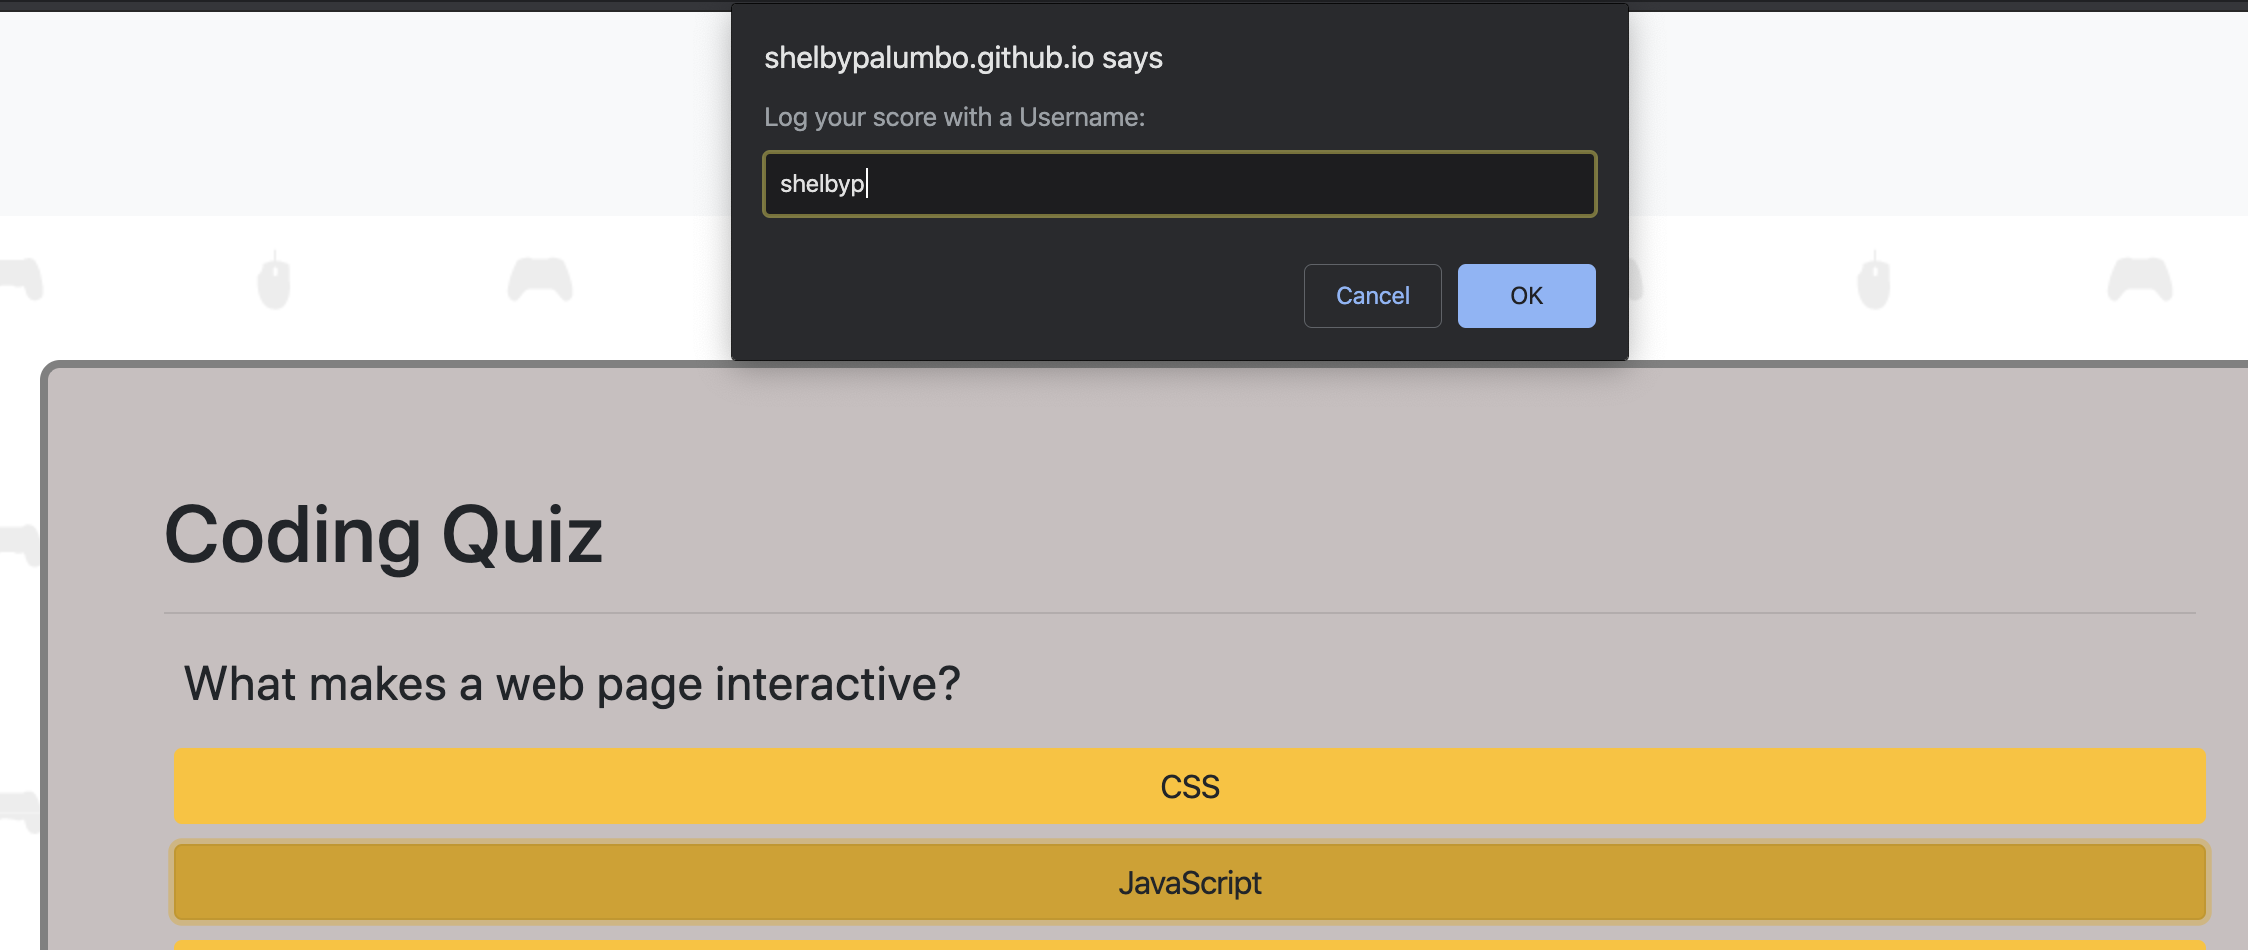 shelbypalumbo.github.io says
Log your score with a Username:
shelbyp
Cancel
OK
Coding Quiz
What makes a web page interactive?
CSS
JavaScript